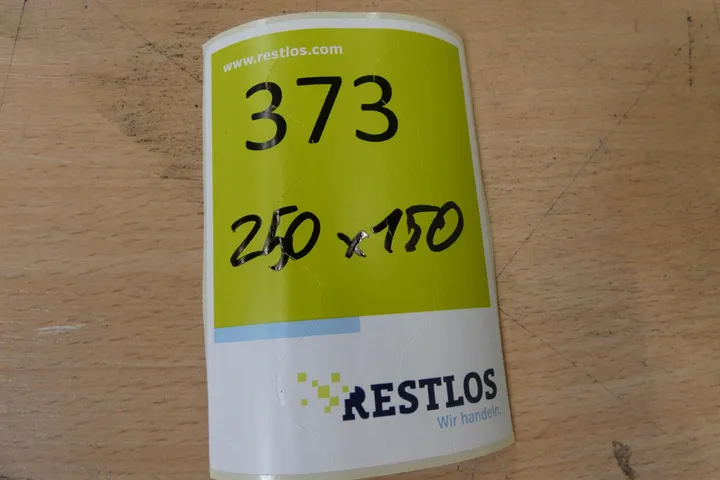 www.restlos.com
373
250 x 150
RESTLOS
Wir handeln.